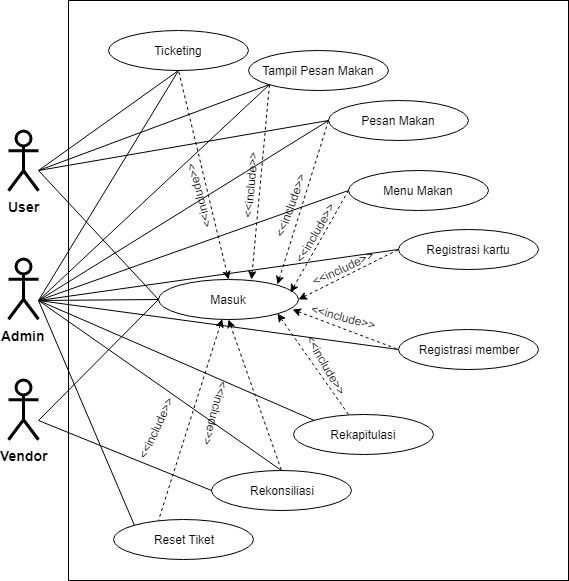 Ticketing
Tampil Pesan Makan
Pesan Makan
<<include>>
<<include>>
<<include>>
Menu Makan
User
<<include>>
Registrasi kartu
<<include>>
Admin
Masuk
<<include>>
Registrasi member
<<include>>
Vendor
<<include>>
<<include>>
Rekapitulasi
Rekonsiliasi
Reset Tiket